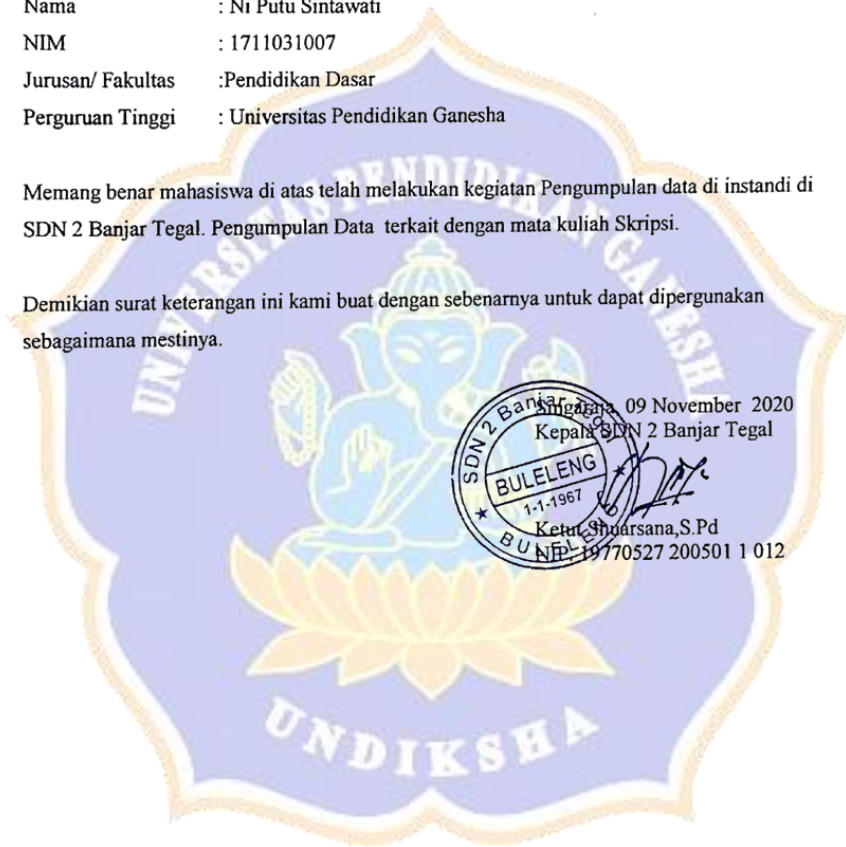 Nama : Ni Putu Sintawati
NIM : 1711031007
Jurusan/ Fakultas :Pendidikan Dasar
Perguruan Tinggi : Universitas Pendidikan Ganesha
UNIVERSITAS PENDIDIKAN GANESHA
Memang benar mahasiswa di atas telah melakukan kegiatan Pengumpulan data di instandi di
SDN 2 Banjar Tegal. Pengumpulan Data terkait dengan mata kuliah Skripsi.
Demikian surat keterangan ini kami buat dengan sebenarnya untuk dapat dipergunakan
sebagaimana mestinya.
Singaraja, 09 November 2020
Kepala SDN 2 Banjar Tegal
SDN 2 Banjar Tegal
BULELENG
1-1-1967
BULELENG
Ketut Shuarsana,S.Pd
NIP. 19770527 200501 1 012
UNDIKSHA